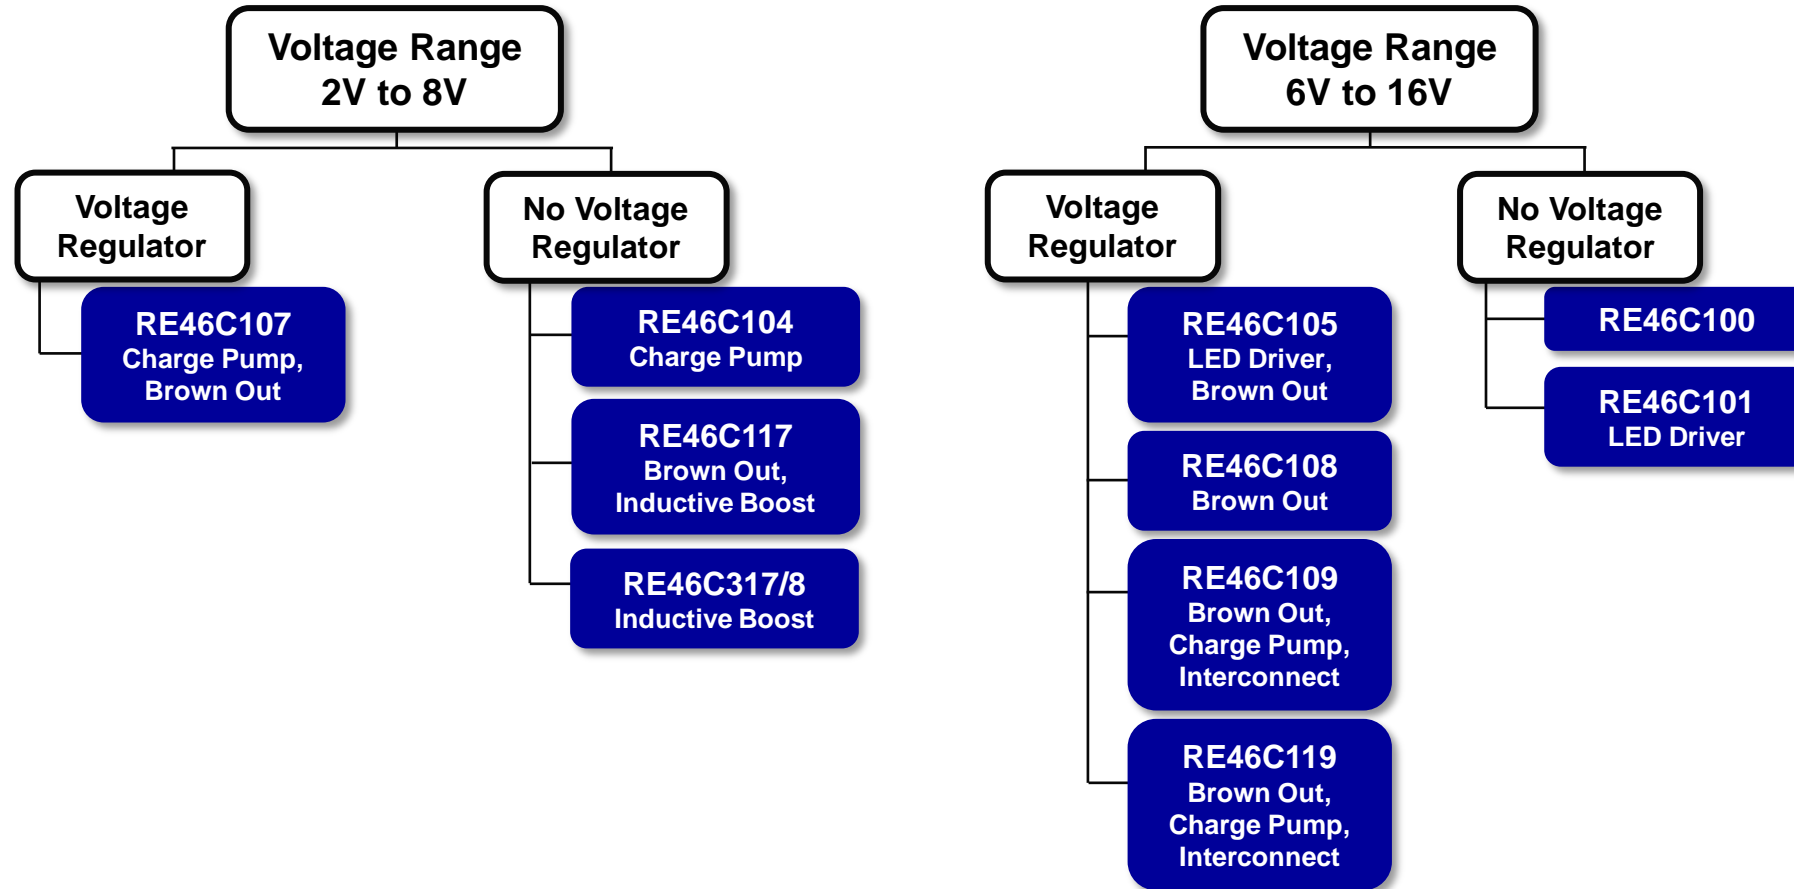 Voltage Range
2V to 8V
Voltage
Regulator
RE46C107
Charge Pump,
Brown Out
No Voltage
Regulator
RE46C104
Charge Pump
RE46C117
Brown Out,
Inductive Boost
RE46C317/8
Inductive Boost
Voltage Range
6V to 16V
Voltage
Regulator
RE46C105
LED Driver,
Brown Out
RE46C108
Brown Out
RE46C109
Brown Out,
Charge Pump,
Interconnect
RE46C119
Brown Out,
Charge Pump,
Interconnect
No Voltage
Regulator
RE46C100
RE46C101
LED Driver